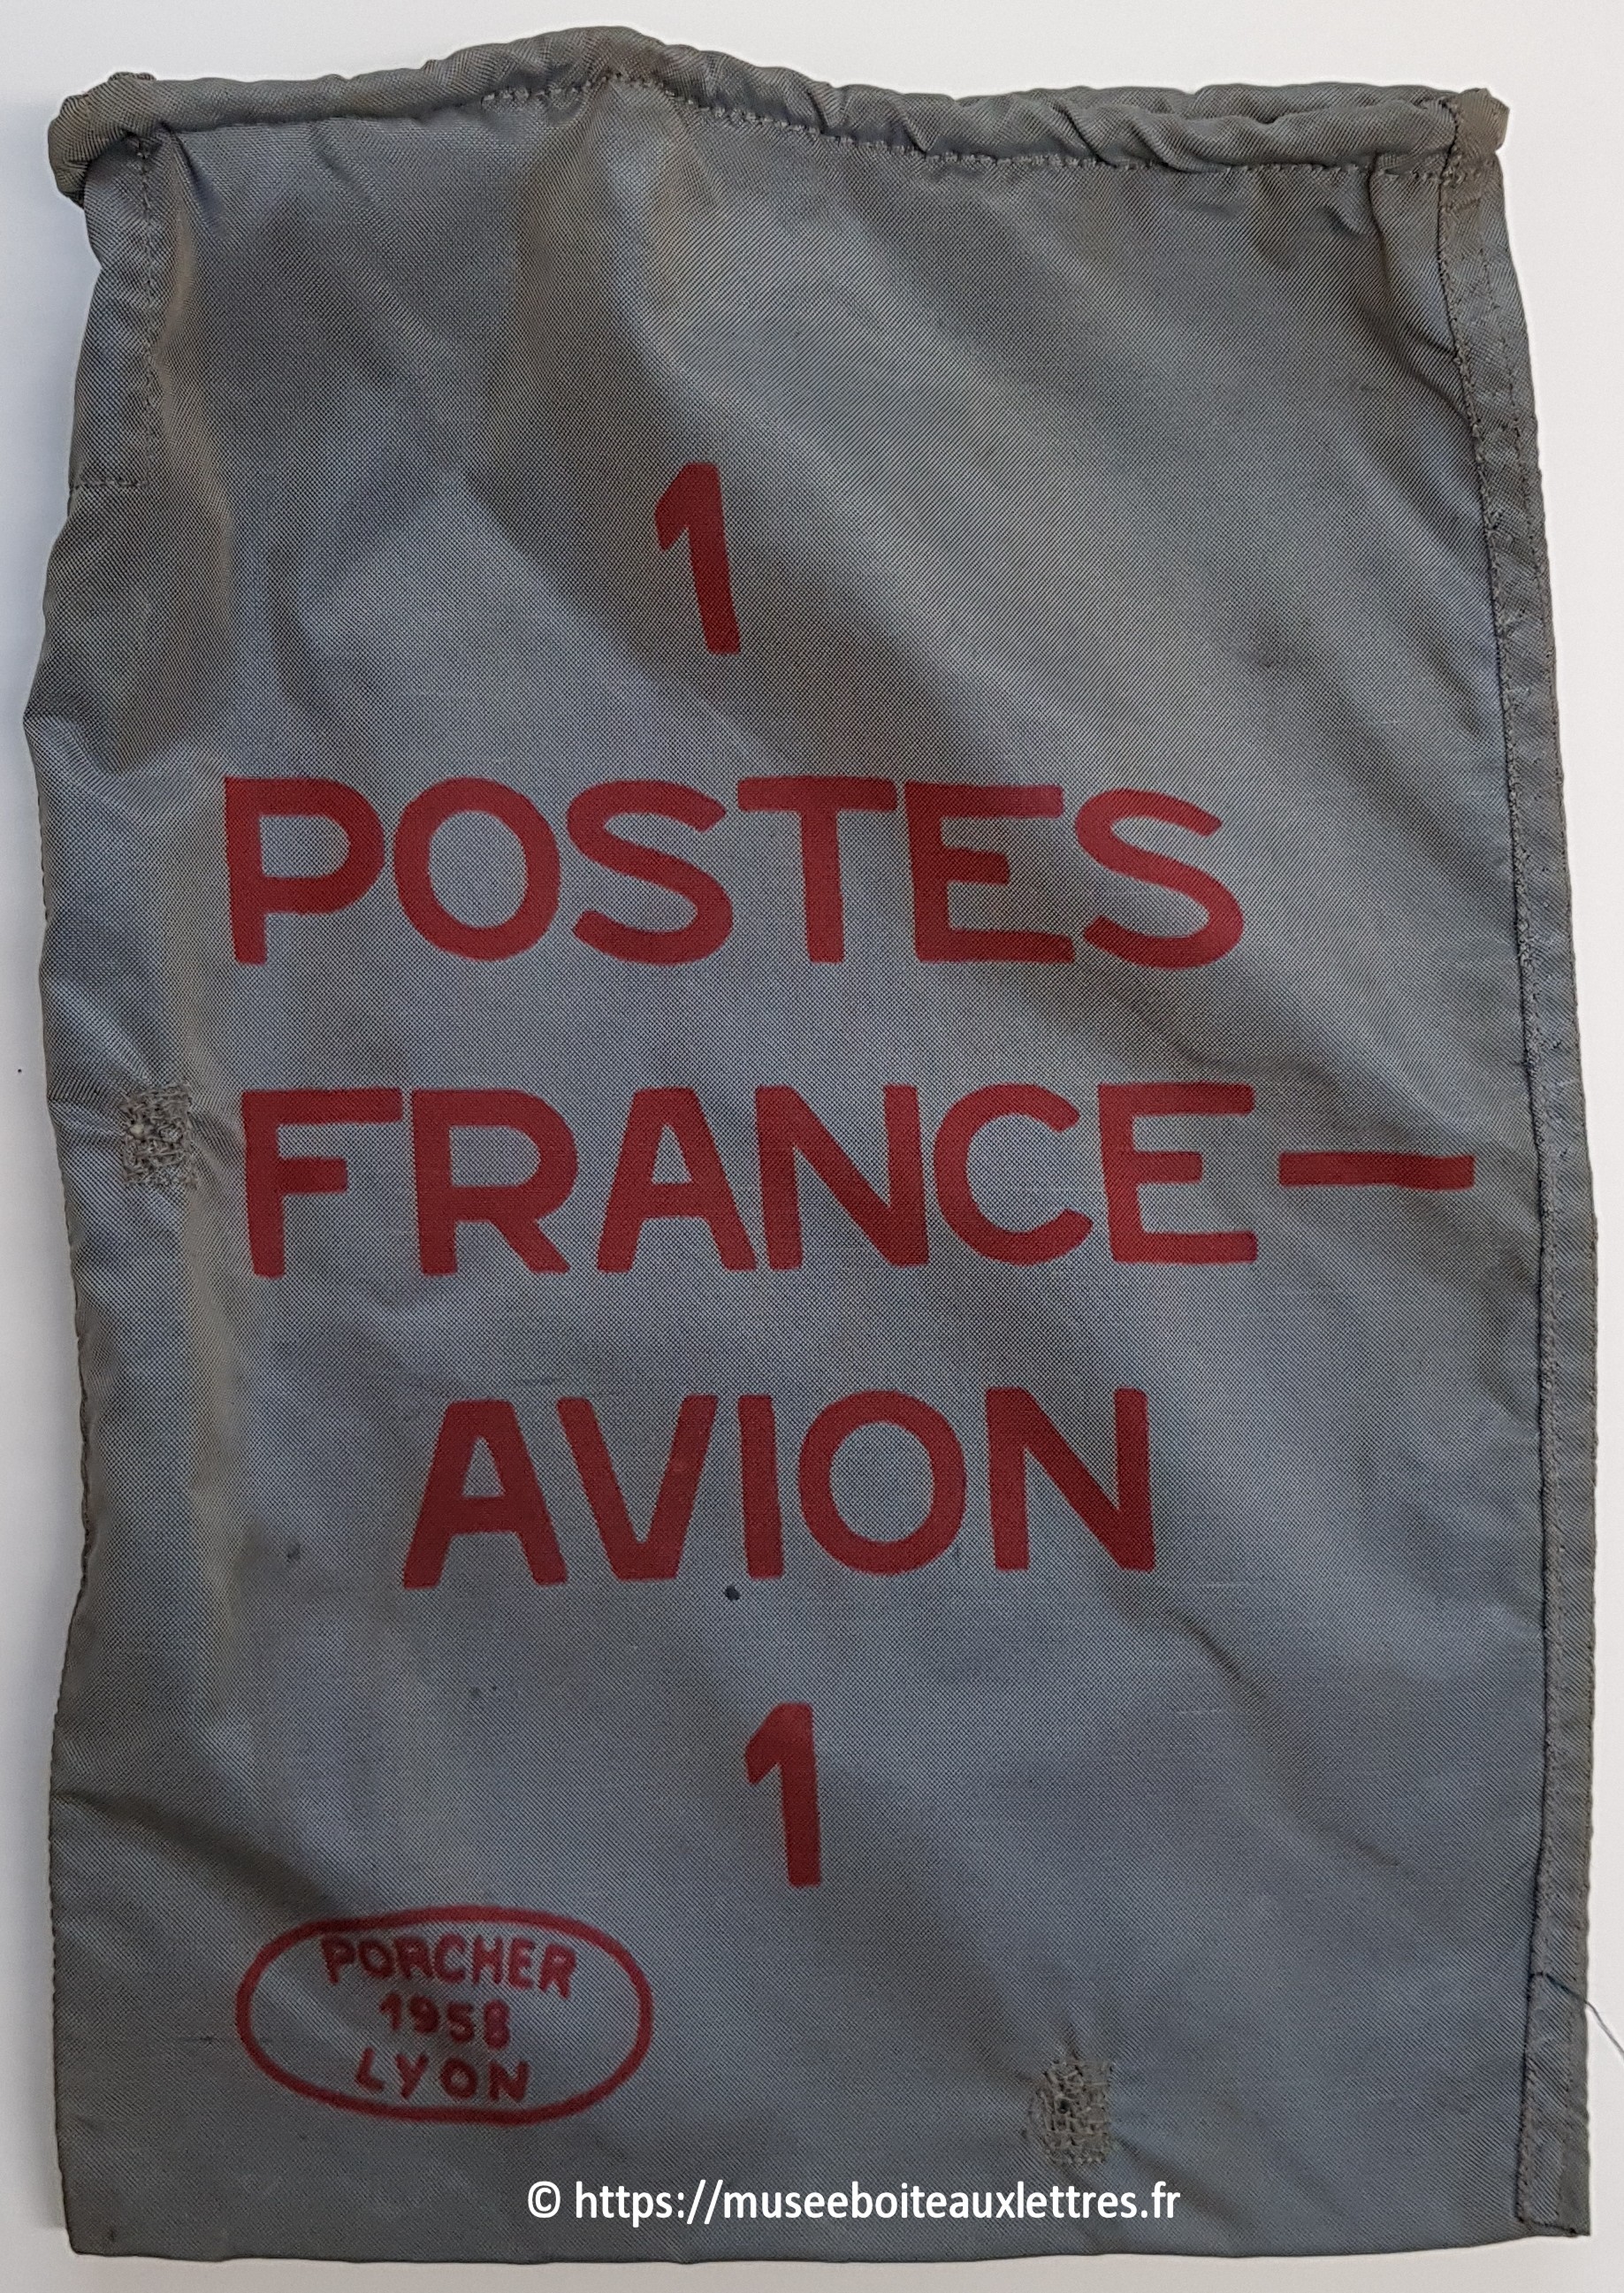 1
POSTES
FRANCE—
AVION
1
PORCHER
1958
LYON
© https://museeboiteauxlettres.fr